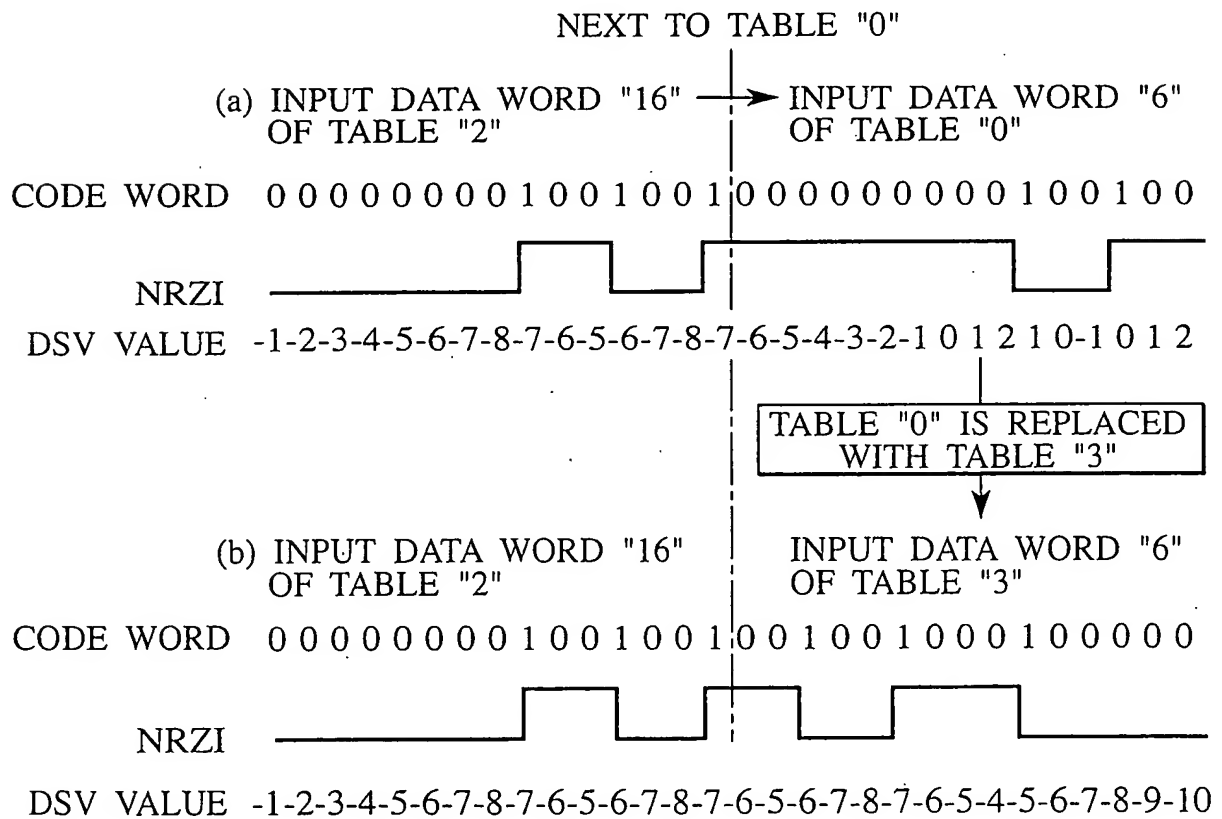 NEXT TO TABLE "0"
(a) INPUT DATA WORD "16" OF TABLE "2"
INPUT DATA WORD "6" OF TABLE "0"
CODE WORD 0 0 0 0 0 0 0 0 1 0 0 1 0 0 1 0 0 0 0 0 0 0 0 0 1 0 0 1 0 0
NRZI
DSV VALUE -1-2-3-4-5-6-7-8-7-6-5-6-7-8-7-6-5-4-3-2-1 0 1 2 1 0-1 0 1 2
TABLE "0" IS REPLACED
WITH TABLE "3"
(b) INPUT DATA WORD "16" OF TABLE "2"
INPUT DATA WORD "6" OF TABLE "3"
CODE WORD 0 0 0 0 0 0 0 0 1 0 0 1 0 0 1 0 0 1 0 0 1 0 0 0 1 0 0 0 0 0
NRZI
DSV VALUE -1-2-3-4-5-6-7-8-7-6-5-6-7-8-7-6-5-6-7-8-7-6-5-4-5-6-7-8-9-10